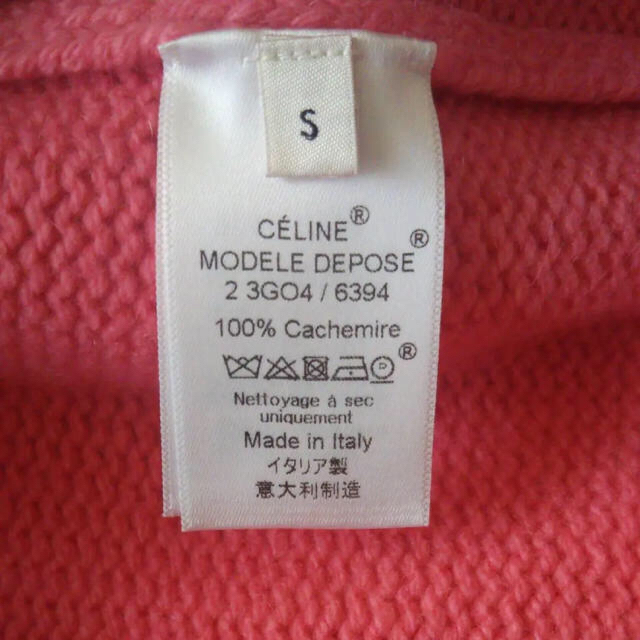 S
CÉLINE®
MODELE DEPOSE®
2 3GO4 / 6394
100% Cachemire
®
Nettoyage à sec
uniquement
Made in Italy
イタリア製
意大利制造